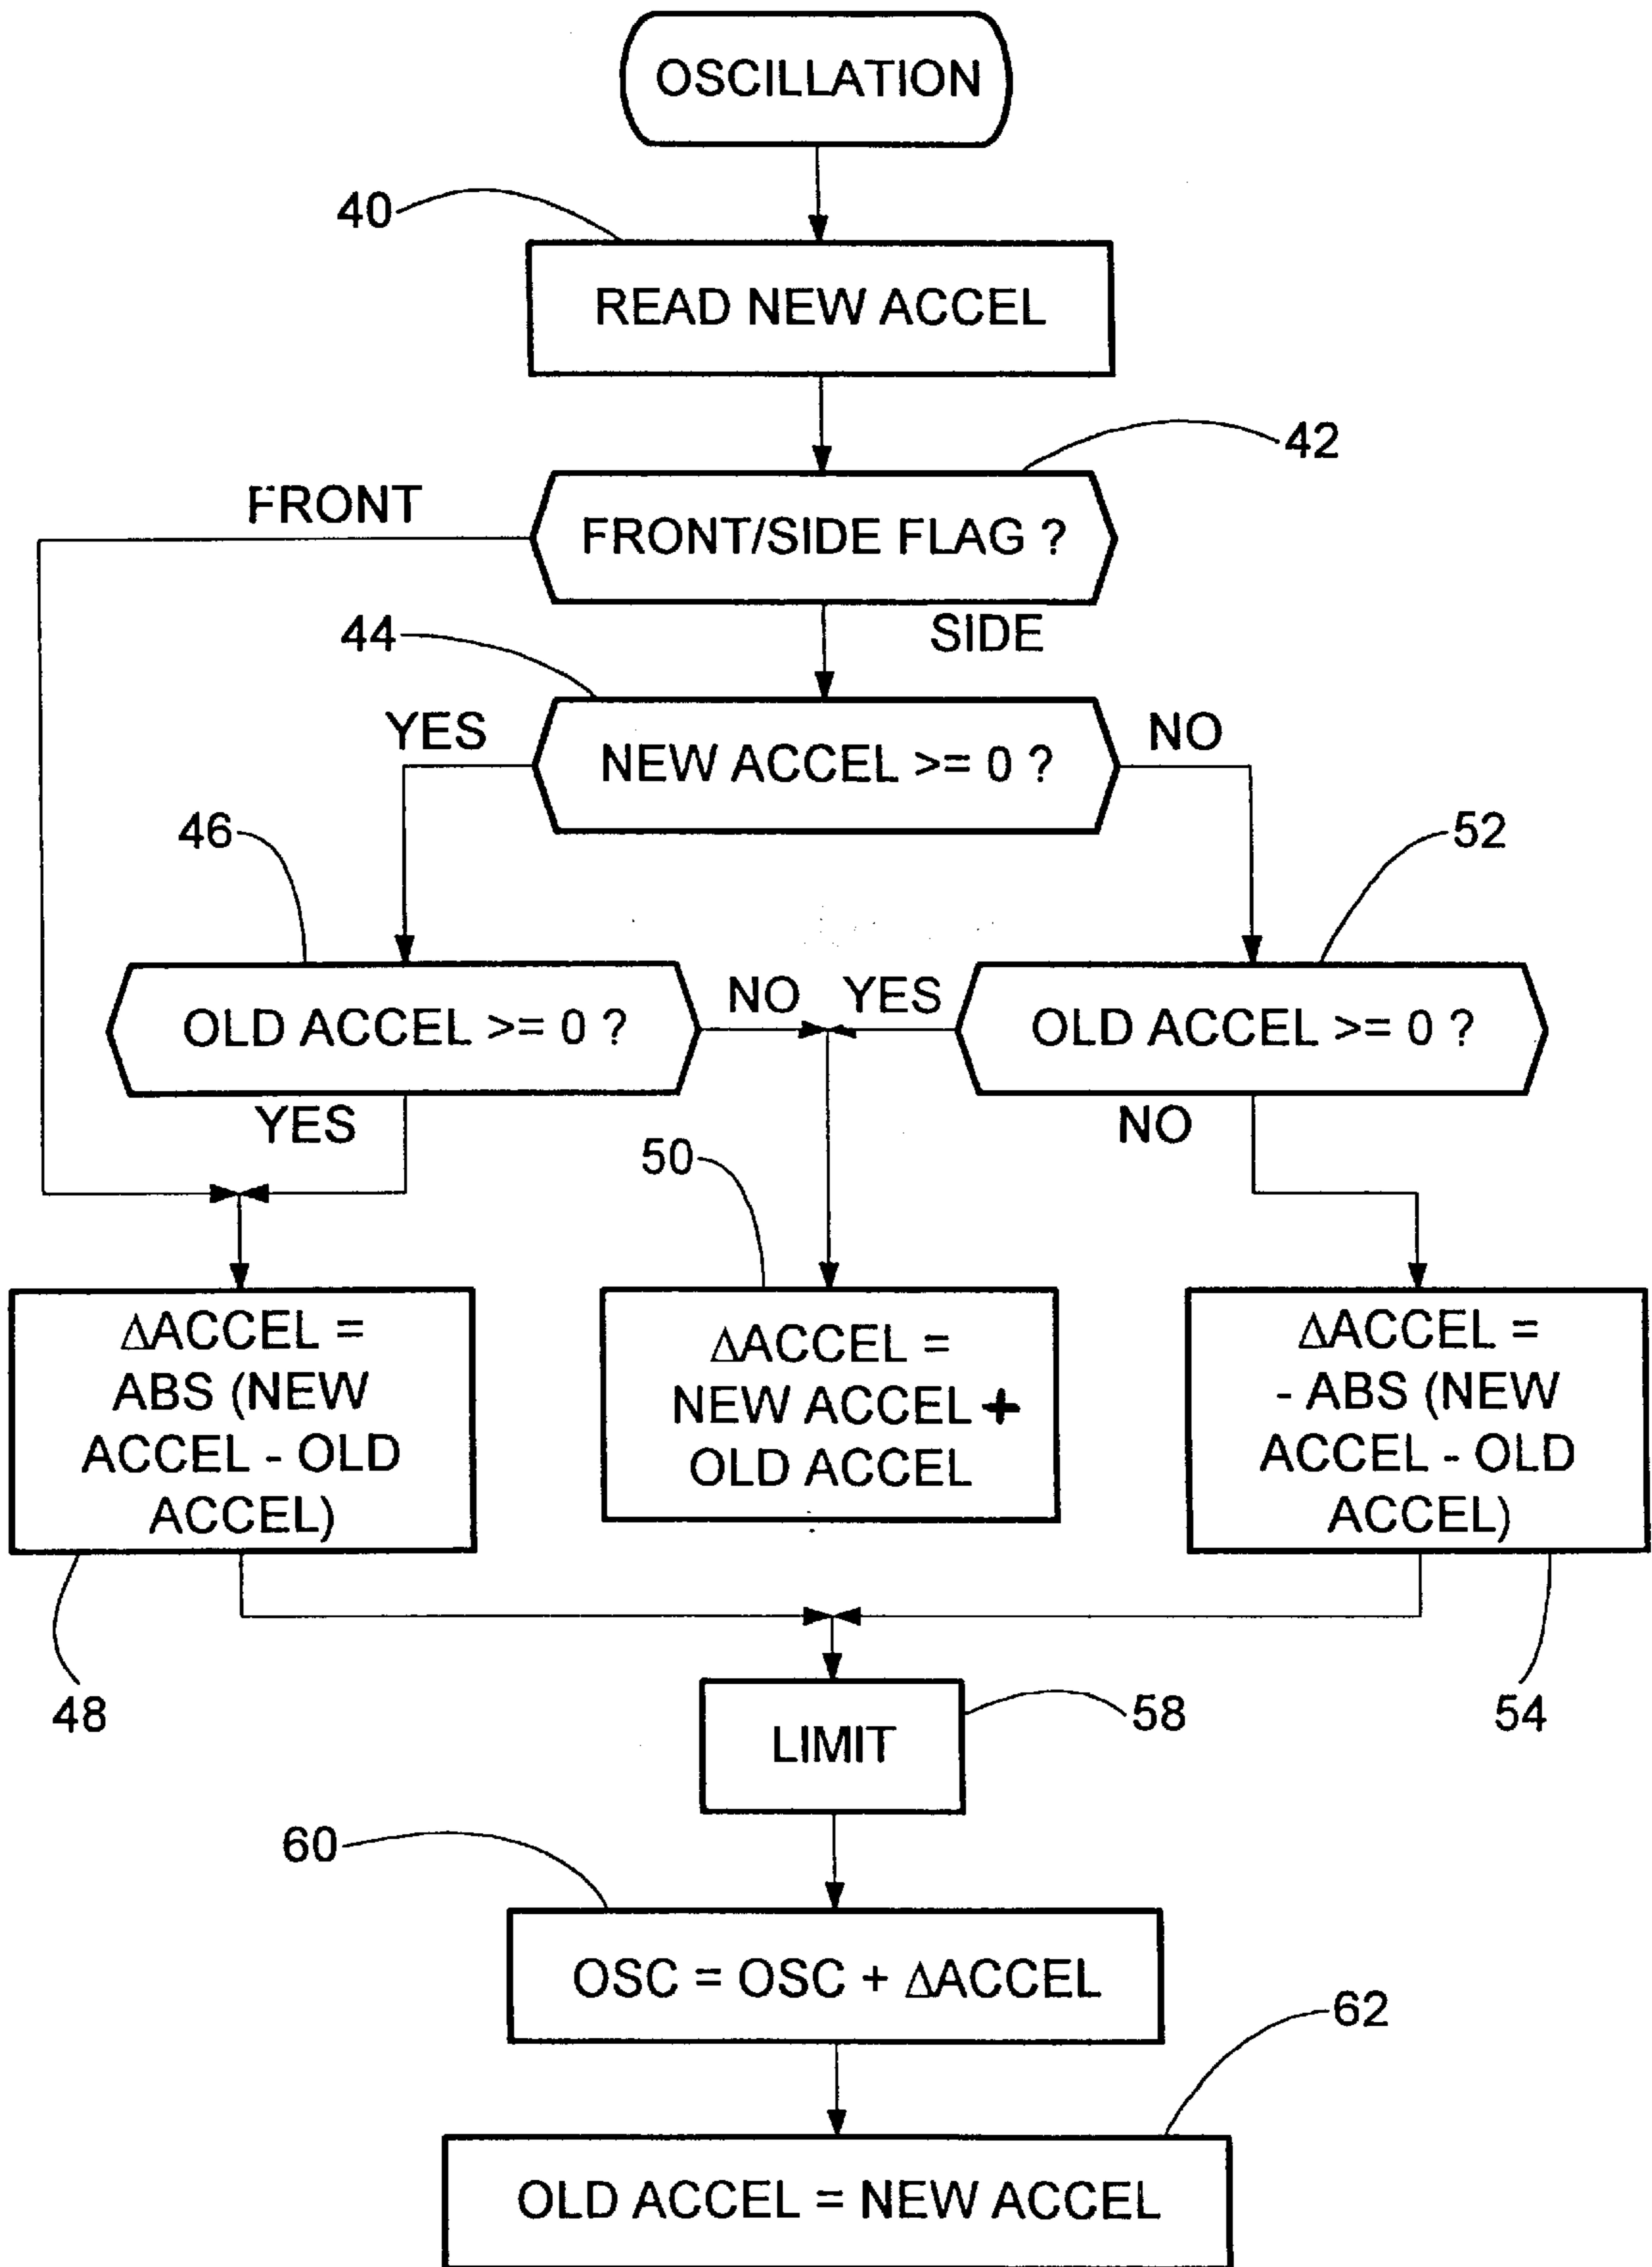 OSCILLATION
40
READ NEW ACCEL
42
FRONT
FRONT/SIDE FLAG ?
SIDE
44
YES
NEW ACCEL >= 0 ?
NO
46
52
OLD ACCEL >= 0 ?
NO
YES
OLD ACCEL >= 0 ?
YES
NO
50
ΔACCEL =
ABS (NEW
ACCEL - OLD
ACCEL)
ΔACCEL =
NEW ACCEL +
OLD ACCEL
ΔACCEL =
- ABS (NEW
ACCEL - OLD
ACCEL)
48
58
54
LIMIT
60
OSC = OSC + ΔACCEL
62
OLD ACCEL = NEW ACCEL